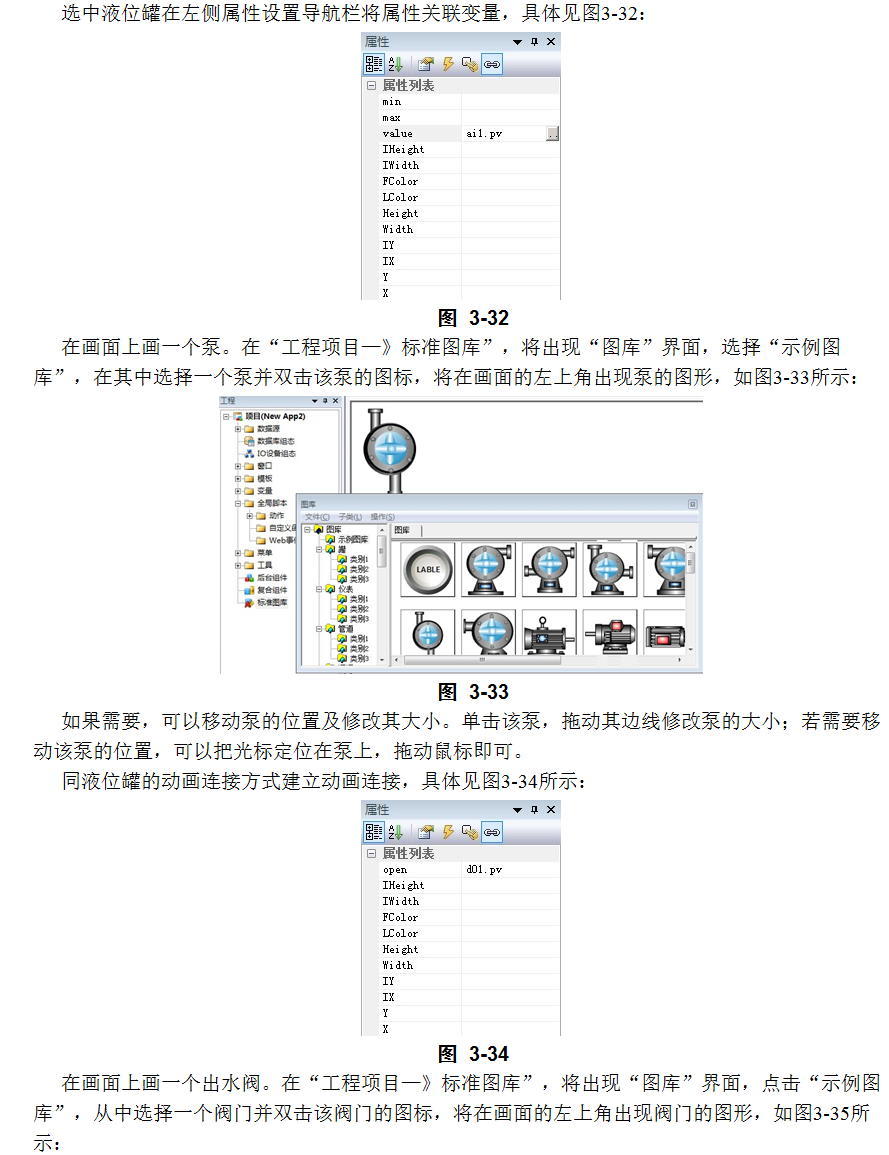 选中液位罐在左侧属性设置导航栏将属性关联变量，具体见图3-32：
属性
属性列表
min
max
value ai1.pv
IHeight
IWidth
FColor
LColor
Height
Width
IY
IX
Y
X
图 3-32
在画面上画一个泵。在“工程项目—》标准图库”，将出现“图库”界面，选择“示例图
库”，在其中选择一个泵并双击该泵的图标，将在画面的左上角出现泵的图形，如图3-33所示：
工程
项目(New App2)
数据源
数据库组态
IO设备组态
窗口
模板
变量
全局脚本
动作
自定义函
Web事件
菜单
工具
后台组件
复合组件
标准图库
图库
文件(C) 子类(L) 操作(S)
图库
示例图库
罐
类别1
类别2
类别3
仪表
类别1
类别2
类别3
管道
类别1
类别2
类别3
图库
LABLE
图 3-33
如果需要，可以移动泵的位置及修改其大小。单击该泵，拖动其边线修改泵的大小；若需要移
动该泵的位置，可以把光标定位在泵上，拖动鼠标即可。
同液位罐的动画连接方式建立动画连接，具体见图3-34所示：
属性
属性列表
open d01.pv
IHeight
IWidth
FColor
LColor
Height
Width
IY
IX
Y
X
图 3-34
在画面上画一个出水阀。在“工程项目—》标准图库”，将出现“图库”界面，点击“示例图
库”，从中选择一个阀门并双击该阀门的图标，将在画面的左上角出现阀门的图形，如图3-35所
示：